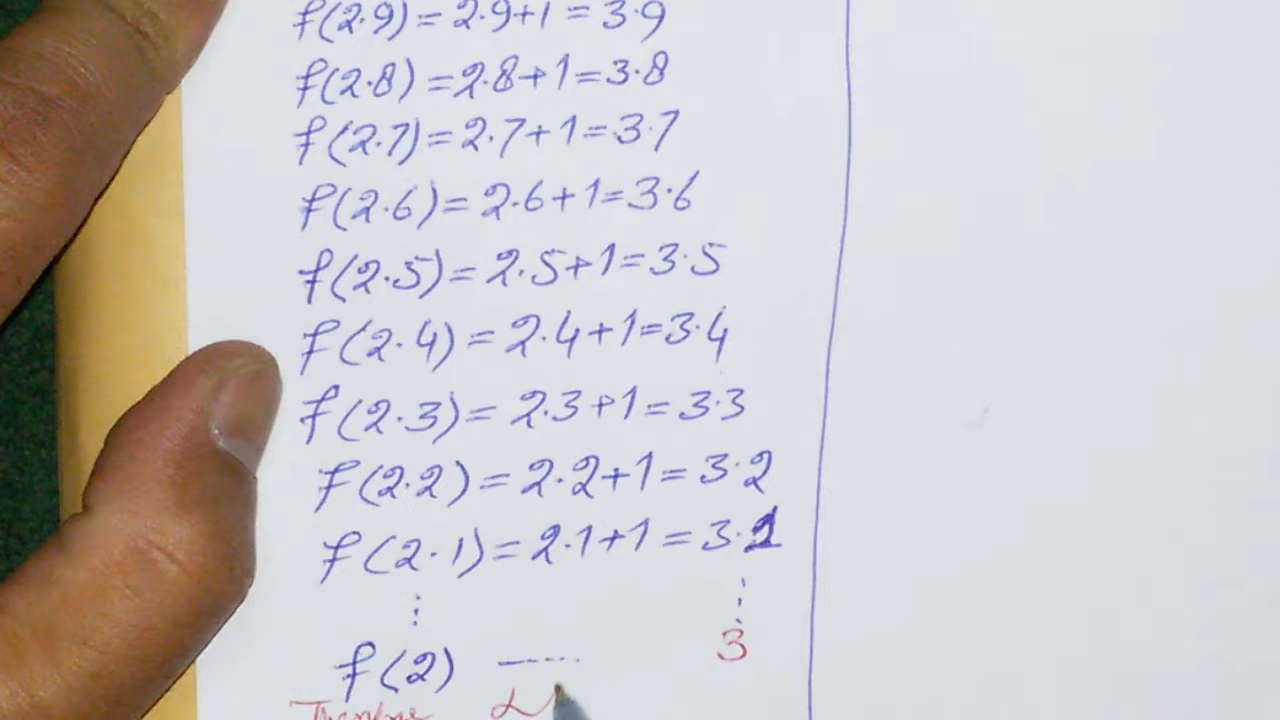 f(2.9) = 2.9+1 = 3.9
f(2.8) = 2.8+1 = 3.8
f(2.7) = 2.7+1 = 3.7
f(2.6) = 2.6+1 = 3.6
f(2.5) = 2.5+1 = 3.5
f(2.4) = 2.4+1 = 3.4
f(2.3) = 2.3+1 = 3.3
f(2.2) = 2.2+1 = 3.2
f(2.1) = 2.1+1 = 3.1
⋮ ⋮
f(2) ----- 3
Therefore